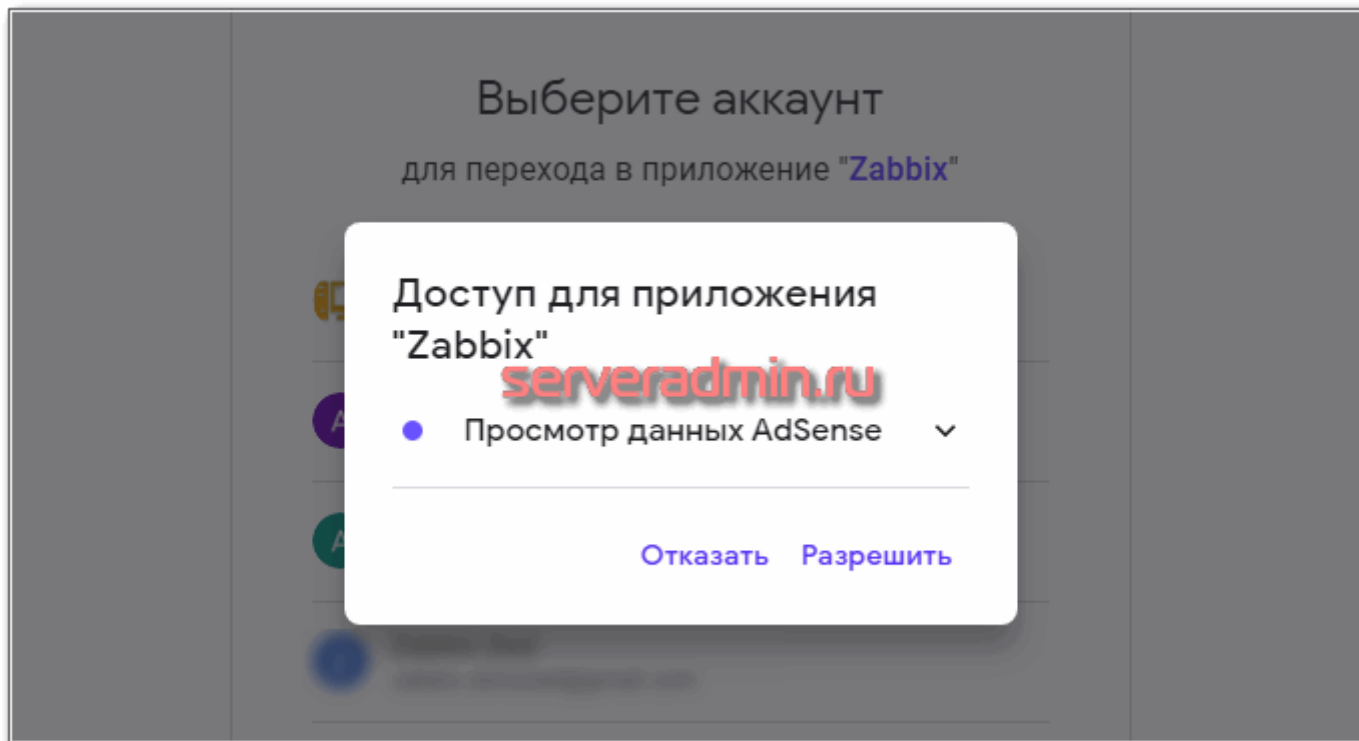 Выберите аккаунт
для перехода в приложение "Zabbix"
Доступ для приложения
"Zabbix"
serveradmin.ru
Просмотр данных AdSense
Отказать Разрешить